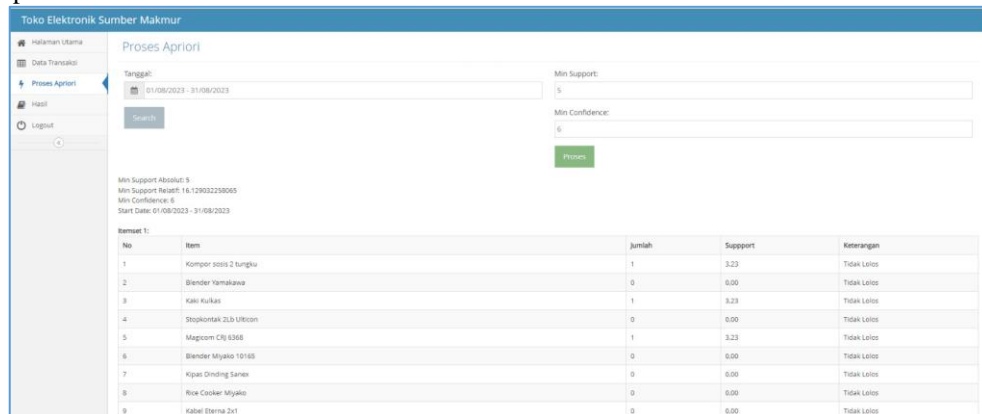 Toko Elektronik Sumber Makmur
Halaman Utama
Data Transaksi
Proses Apriori
Hasil
Logout
Proses Apriori
Tanggal:
01/08/2023 - 31/08/2023
Search
Min Support:
5
Min Confidence:
6
Proses
Min Support Absolut: 5
Min Support Relatif: 16.129032258065
Min Confidence: 6
Start Date: 01/08/2023 - 31/08/2023
Itemset 1:
No Item Jumlah Suppport Keterangan
1 Kompor sosis 2 tungku 1 3.23 Tidak Lolos
2 Blender Yamakawa 0 0.00 Tidak Lolos
3 Kaki Kulkas 1 3.23 Tidak Lolos
4 Stopkontak 2Lb Ulticon 0 0.00 Tidak Lolos
5 Magicom CRJ 6368 1 3.23 Tidak Lolos
6 Blender Miyako 10165 0 0.00 Tidak Lolos
7 Kipas Dinding Sanex 0 0.00 Tidak Lolos
8 Rice Cooker Miyako 0 0.00 Tidak Lolos
9 Kabel Eterna 2x1 0 0.00 Tidak Lolos